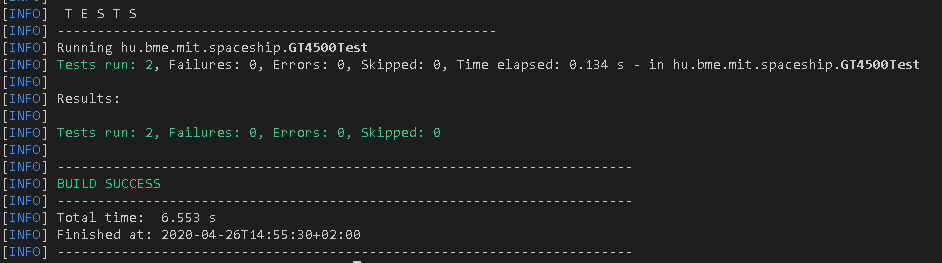 [INFO]  T E S T S
[INFO] -------------------------------------------------------
[INFO] Running hu.bme.mit.spaceship.GT4500Test
[INFO] Tests run: 2, Failures: 0, Errors: 0, Skipped: 0, Time elapsed: 0.134 s - in hu.bme.mit.spaceship.GT4500Test
[INFO]
[INFO] Results:
[INFO]
[INFO] Tests run: 2, Failures: 0, Errors: 0, Skipped: 0
[INFO]
[INFO] ------------------------------------------------------------------------
[INFO] BUILD SUCCESS
[INFO] ------------------------------------------------------------------------
[INFO] Total time:  6.553 s
[INFO] Finished at: 2020-04-26T14:55:30+02:00
[INFO] ------------------------------------------------------------------------